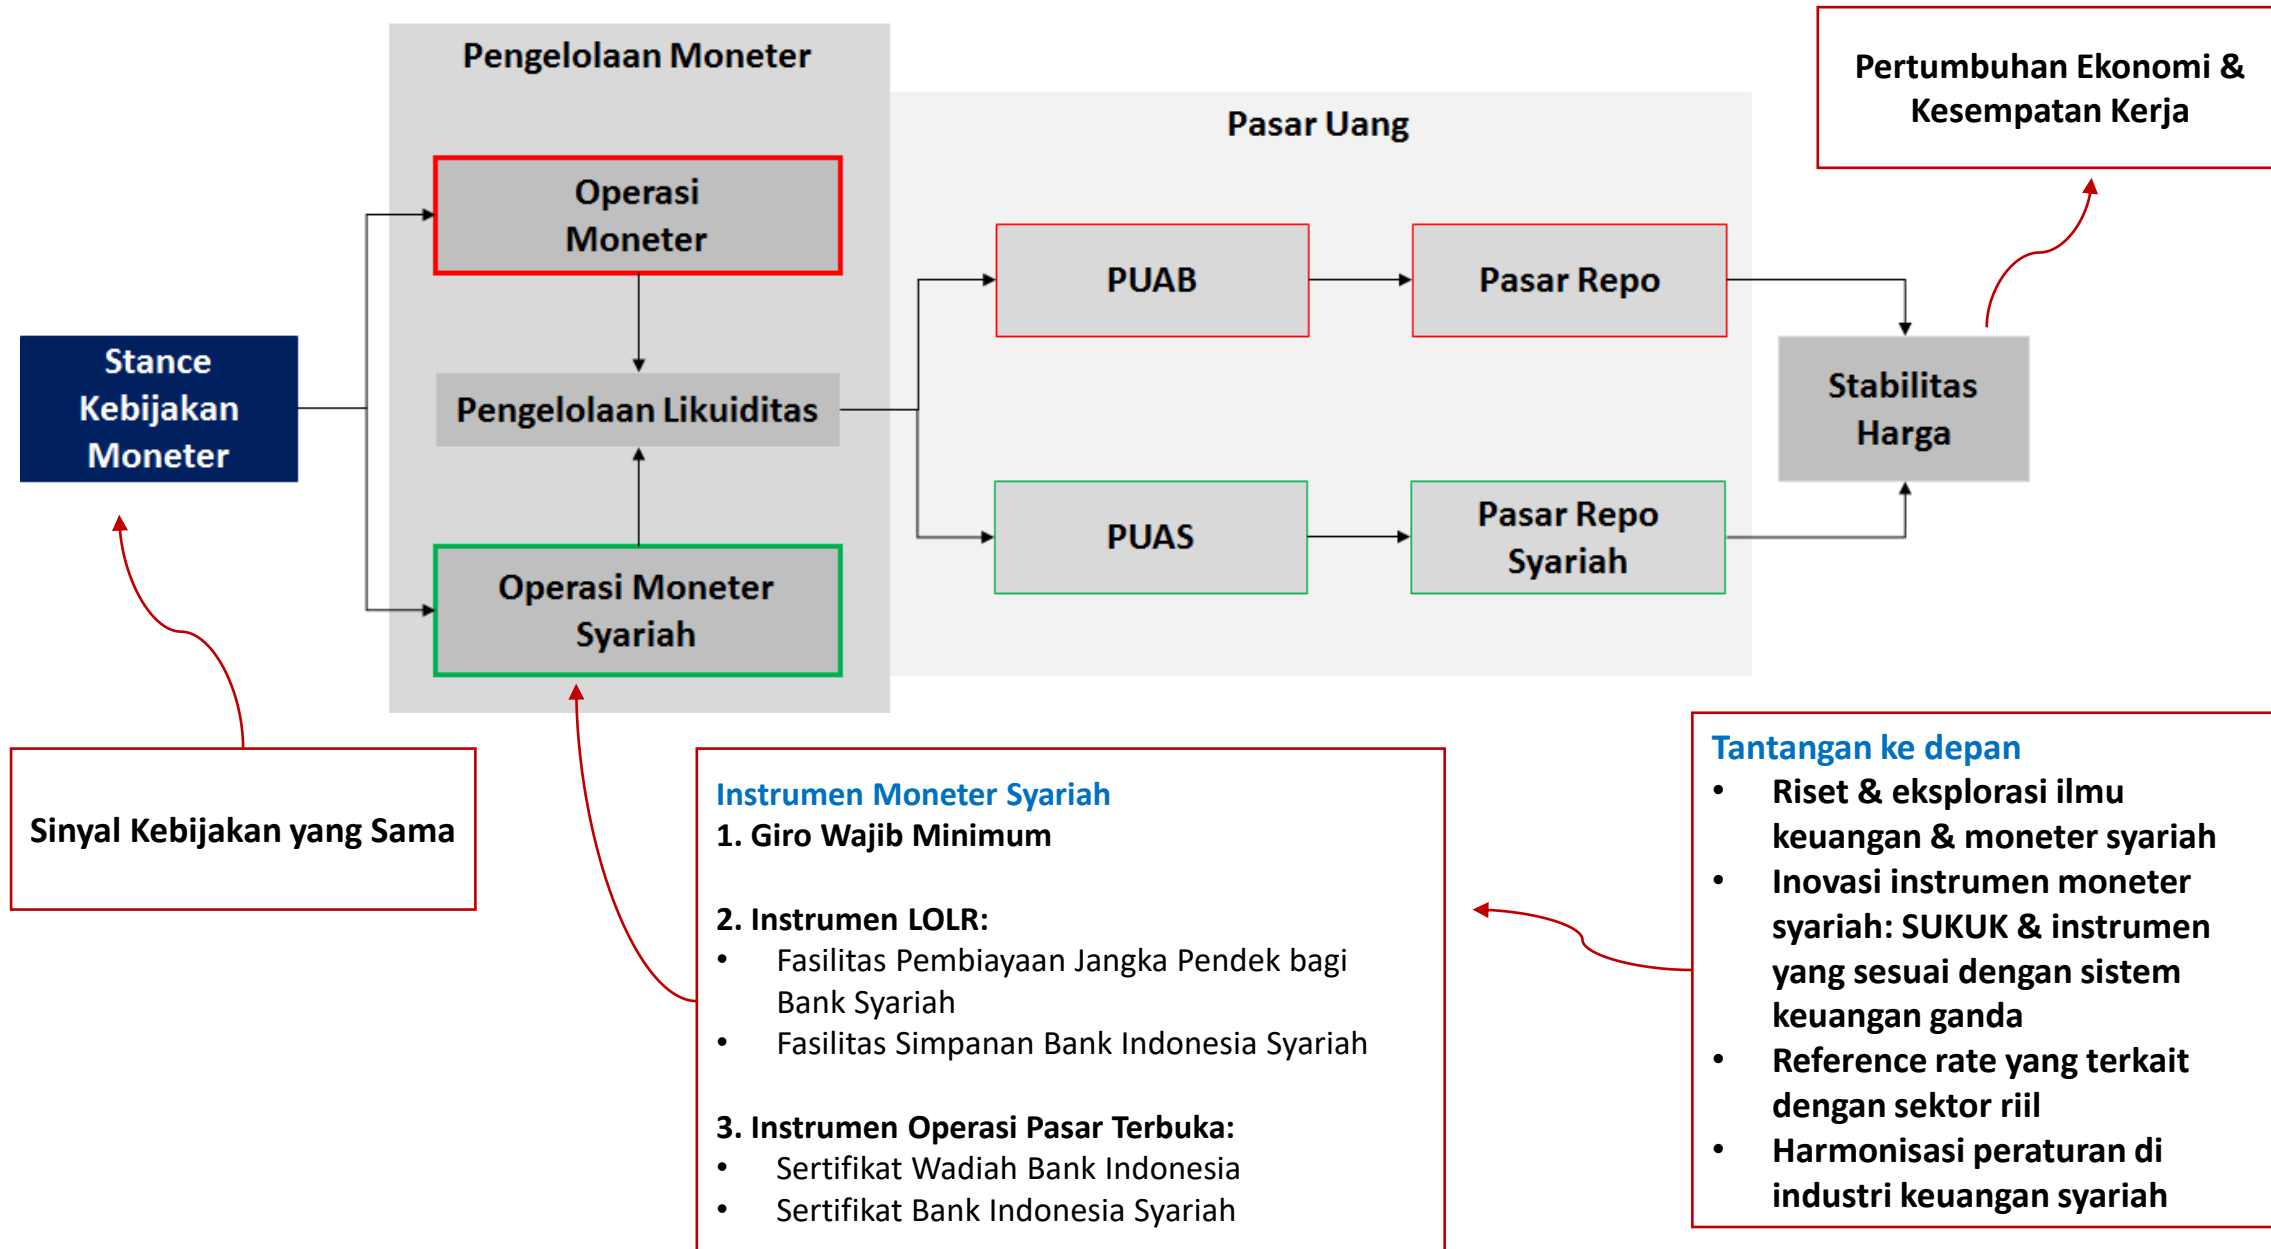 Pengelolaan Moneter
Operasi
Moneter
Pengelolaan Likuiditas
Operasi Moneter
Syariah
Stance
Kebijakan
Moneter
Pasar Uang
PUAB
Pasar Repo
PUAS
Pasar Repo
Syariah
Stabilitas
Harga
Pertumbuhan Ekonomi &
Kesempatan Kerja
Sinyal Kebijakan yang Sama
Instrumen Moneter Syariah
1. Giro Wajib Minimum
2. Instrumen LOLR:
• Fasilitas Pembiayaan Jangka Pendek bagi
Bank Syariah
• Fasilitas Simpanan Bank Indonesia Syariah
3. Instrumen Operasi Pasar Terbuka:
• Sertifikat Wadiah Bank Indonesia
• Sertifikat Bank Indonesia Syariah
Tantangan ke depan
• Riset & eksplorasi ilmu
keuangan & moneter syariah
• Inovasi instrumen moneter
syariah: SUKUK & instrumen
yang sesuai dengan sistem
keuangan ganda
• Reference rate yang terkait
dengan sektor riil
• Harmonisasi peraturan di
industri keuangan syariah